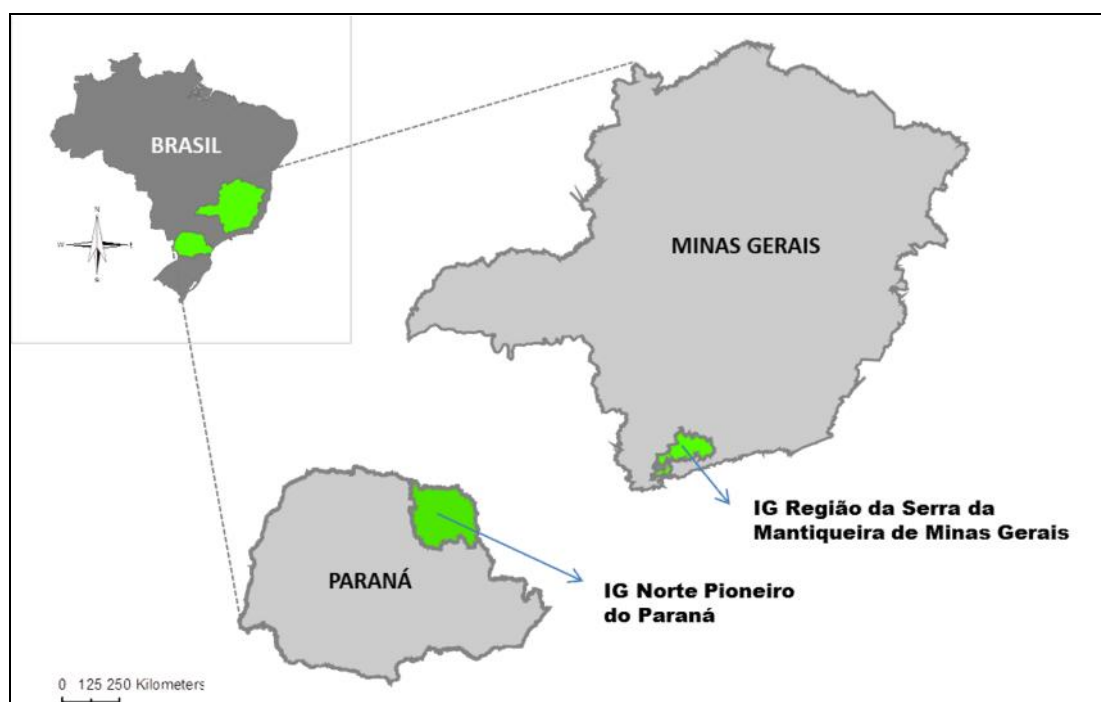 BRASIL
N
W
E
S
MINAS GERAIS
IG Região da Serra da
Mantiqueira de Minas Gerais
PARANÁ
IG Norte Pioneiro
do Paraná
0 125 250 Kilometers